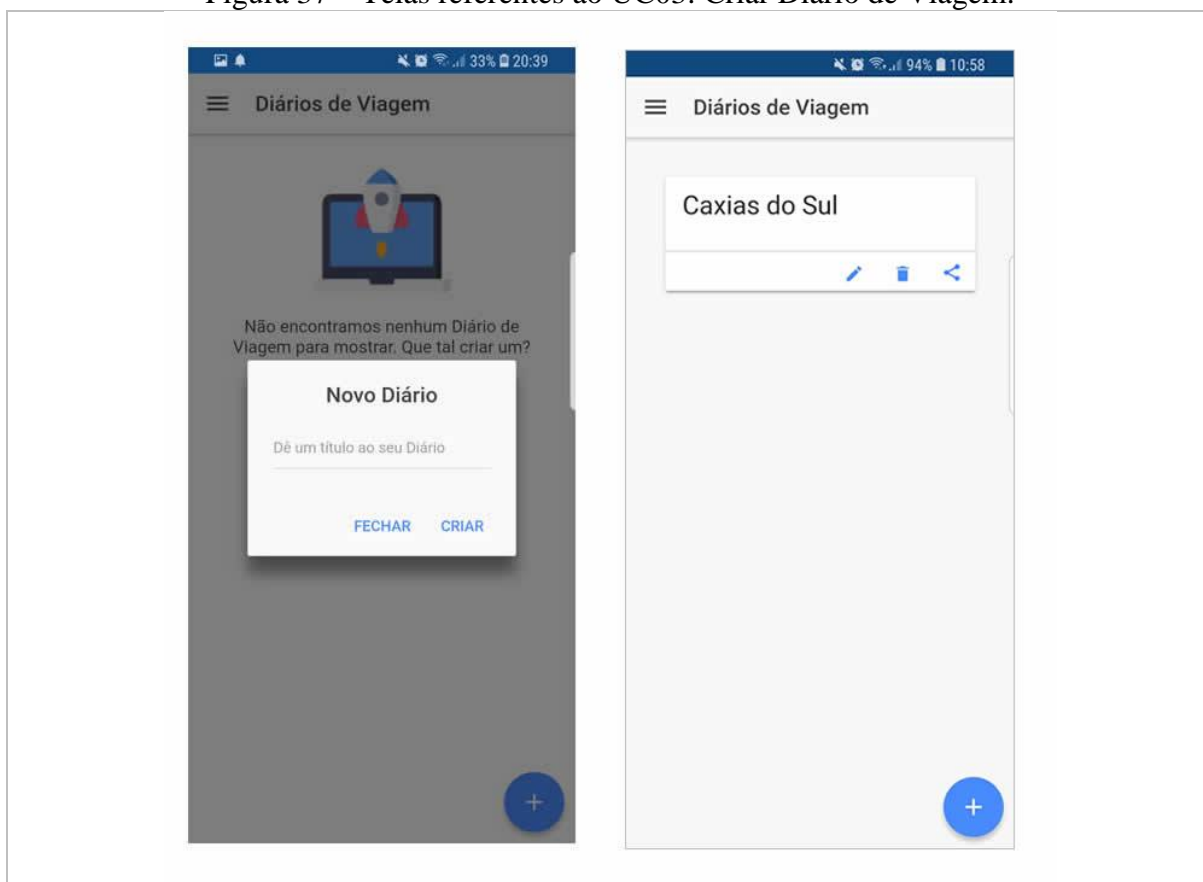 Figura 37 – Telas referentes ao UC05: Criar Diário de Viagem.
33% 20:39
Diários de Viagem
Não encontramos nenhum Diário de
Viagem para mostrar. Que tal criar um?
Novo Diário
Dê um título ao seu Diário
FECHAR CRIAR
+
94% 10:58
Diários de Viagem
Caxias do Sul
+